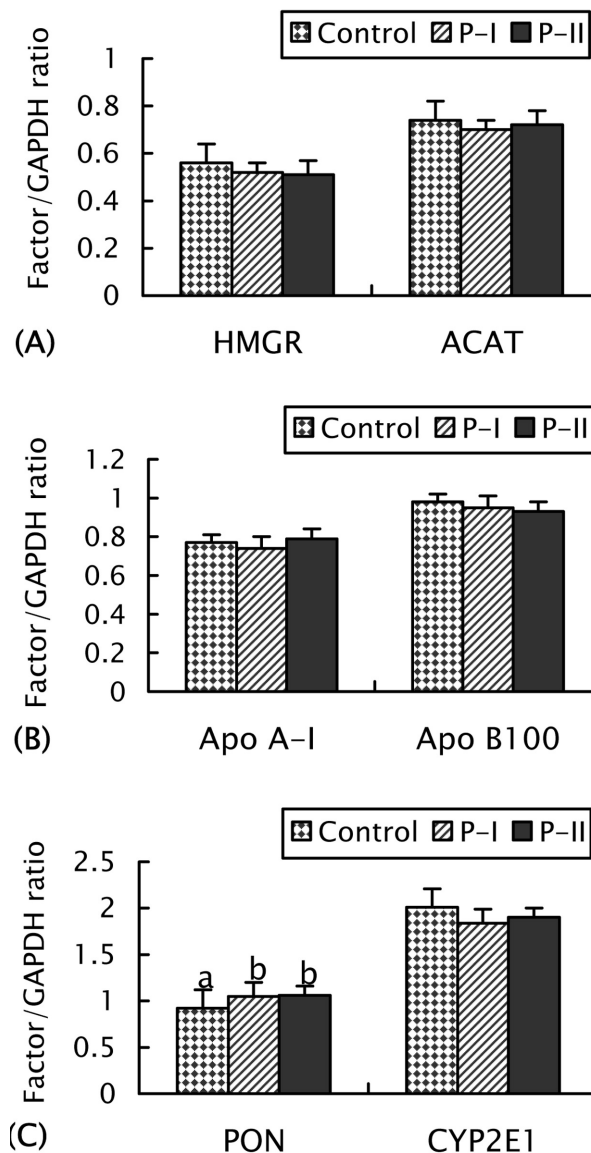 Control P-I P-II
Factor/GAPDH ratio
1
0.8
0.6
0.4
0.2
0
(A)
HMGR ACAT
Control P-I P-II
Factor/GAPDH ratio
1.2
1
0.8
0.6
0.4
0.2
0
(B)
Apo A-I Apo B100
Control P-I P-II
Factor/GAPDH ratio
2.5
2
1.5
1
0.5
0
a b b
(C)
PON CYP2E1